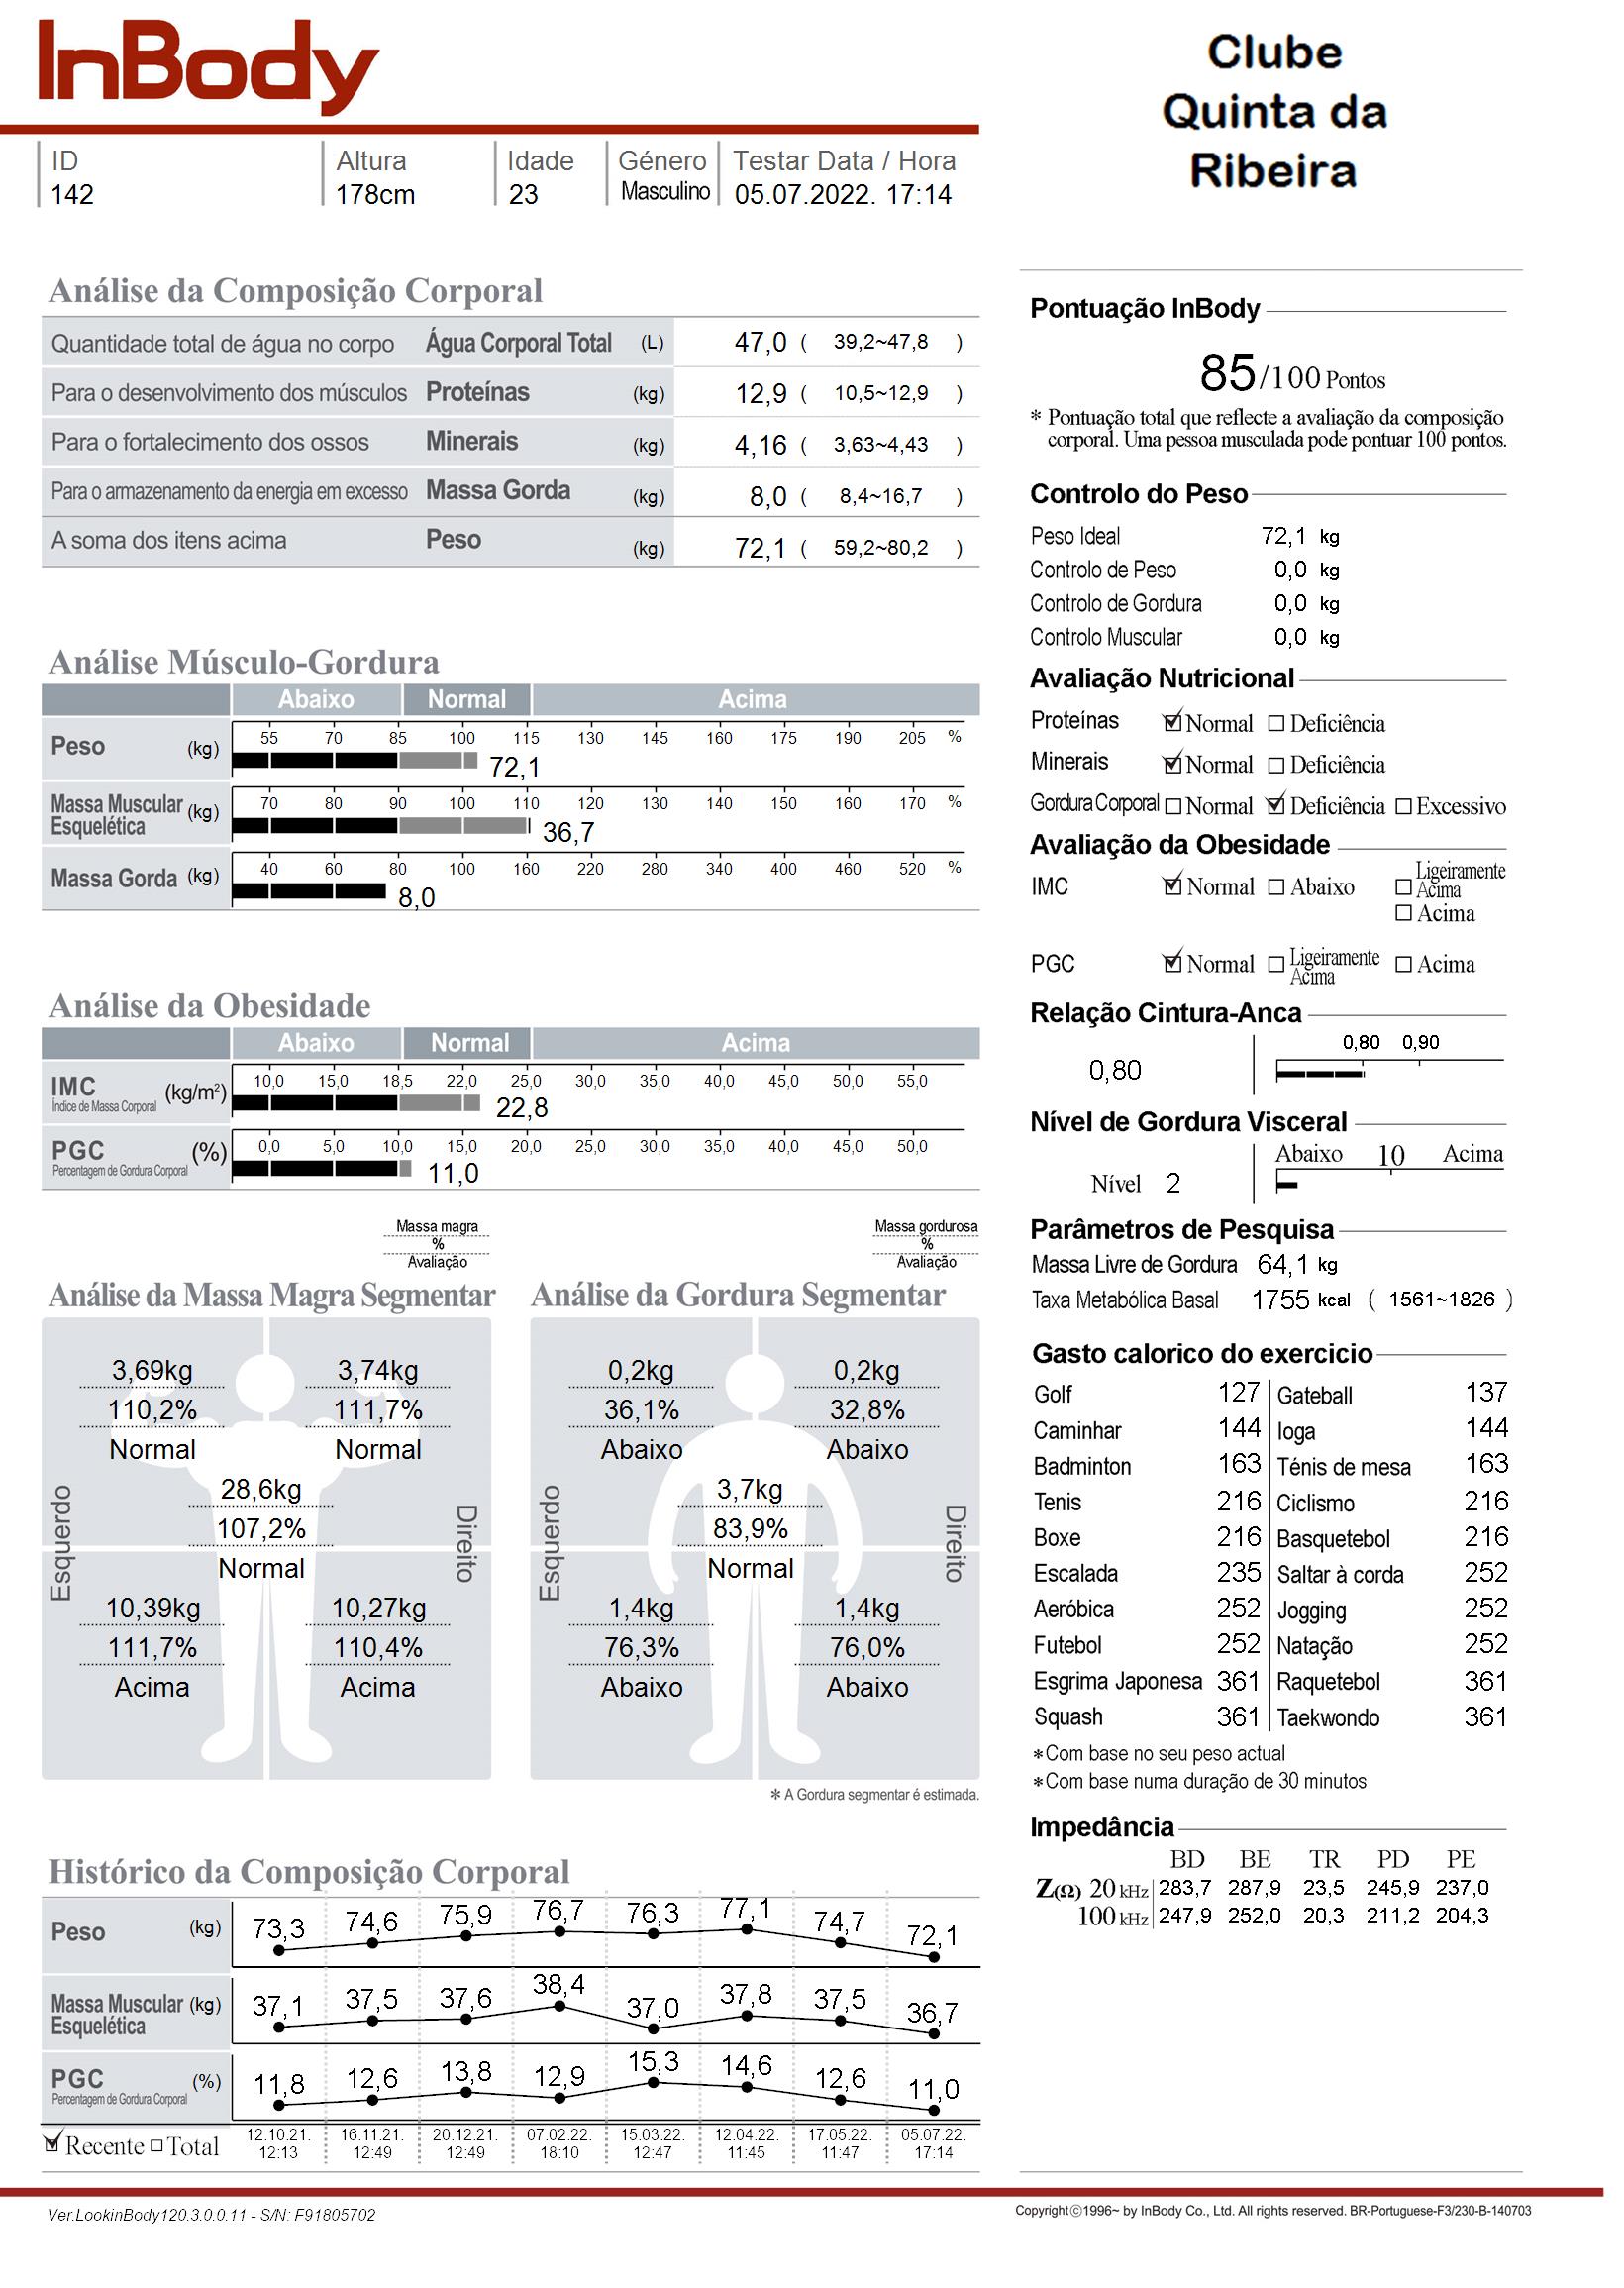 InBody
Clube
Quinta da
Ribeira
ID
142
Altura
178cm
Idade
23
Género
Masculino
Testar Data / Hora
05.07.2022. 17:14
Análise da Composição Corporal
Quantidade total de água no corpo Água Corporal Total (L) 47,0 ( 39,2~47,8 )
Para o desenvolvimento dos músculos Proteínas (kg) 12,9 ( 10,5~12,9 )
Para o fortalecimento dos ossos Minerais (kg) 4,16 ( 3,63~4,43 )
Para o armazenamento da energia em excesso Massa Gorda (kg) 8,0 ( 8,4~16,7 )
A soma dos itens acima Peso (kg) 72,1 ( 59,2~80,2 )
Análise Músculo-Gordura
Abaixo Normal Acima
Peso (kg) 55 70 85 100 115 130 145 160 175 190 205 %
72,1
Massa Muscular Esquelética (kg) 70 80 90 100 110 120 130 140 150 160 170 %
36,7
Massa Gorda (kg) 40 60 80 100 160 220 280 340 400 460 520 %
8,0
Análise da Obesidade
Abaixo Normal Acima
IMC (kg/m²) 10,0 15,0 18,5 22,0 25,0 30,0 35,0 40,0 45,0 50,0 55,0
Índice de Massa Corporal
22,8
PGC (%) 0,0 5,0 10,0 15,0 20,0 25,0 30,0 35,0 40,0 45,0 50,0
Percentagem de Gordura Corporal
11,0
Massa magra
%
Avaliação
Análise da Massa Magra Segmentar
3,69kg 3,74kg
110,2% 111,7%
Normal Normal
28,6kg
107,2%
Normal
Esquerdo
Direito
10,39kg 10,27kg
111,7% 110,4%
Acima Acima
Massa gordurosa
%
Avaliação
Análise da Gordura Segmentar
0,2kg 0,2kg
36,1% 32,8%
Abaixo Abaixo
3,7kg
83,9%
Normal
Esquerdo
Direito
1,4kg 1,4kg
76,3% 76,0%
Abaixo Abaixo
* A Gordura segmentar é estimada.
Histórico da Composição Corporal
Peso (kg) 73,3 74,6 75,9 76,7 76,3 77,1 74,7 72,1
Massa Muscular Esquelética (kg) 37,1 37,5 37,6 38,4 37,0 37,8 37,5 36,7
PGC (%) 11,8 12,6 13,8 12,9 15,3 14,6 12,6 11,0
Percentagem de Gordura Corporal
Recente Total 12.10.21. 16.11.21. 20.12.21. 07.02.22. 15.03.22. 12.04.22. 17.05.22. 05.07.22.
12:13 12:49 12:49 18:10 12:47 11:45 11:47 17:14
Pontuação InBody
85/100 Pontos
* Pontuação total que reflecte a avaliação da composição
corporal. Uma pessoa musculada pode pontuar 100 pontos.
Controlo do Peso
Peso Ideal 72,1 kg
Controlo de Peso 0,0 kg
Controlo de Gordura 0,0 kg
Controlo Muscular 0,0 kg
Avaliação Nutricional
Proteínas Normal Deficiência
Minerais Normal Deficiência
Gordura Corporal Normal Deficiência Excessivo
Avaliação da Obesidade
IMC Normal Abaixo Ligeiramente Acima
Acima
PGC Normal Ligeiramente Acima Acima
Relação Cintura-Anca
0,80 0,90
0,80
Nível de Gordura Visceral
Abaixo 10 Acima
Nível 2
Parâmetros de Pesquisa
Massa Livre de Gordura 64,1 kg
Taxa Metabólica Basal 1755 kcal ( 1561~1826 )
Gasto calorico do exercicio
Golf 127 Gateball 137
Caminhar 144 Ioga 144
Badminton 163 Ténis de mesa 163
Tenis 216 Ciclismo 216
Boxe 216 Basquetebol 216
Escalada 235 Saltar à corda 252
Aeróbica 252 Jogging 252
Futebol 252 Natação 252
Esgrima Japonesa 361 Raquetebol 361
Squash 361 Taekwondo 361
*Com base no seu peso actual
*Com base numa duração de 30 minutos
Impedância
BD BE TR PD PE
Z(Ω) 20 kHz 283,7 287,9 23,5 245,9 237,0
100 kHz 247,9 252,0 20,3 211,2 204,3
Ver.LookinBody120.3.0.0.11 - S/N: F91805702
Copyright©1996~ by InBody Co., Ltd. All rights reserved. BR-Portuguese-F3/230-B-140703